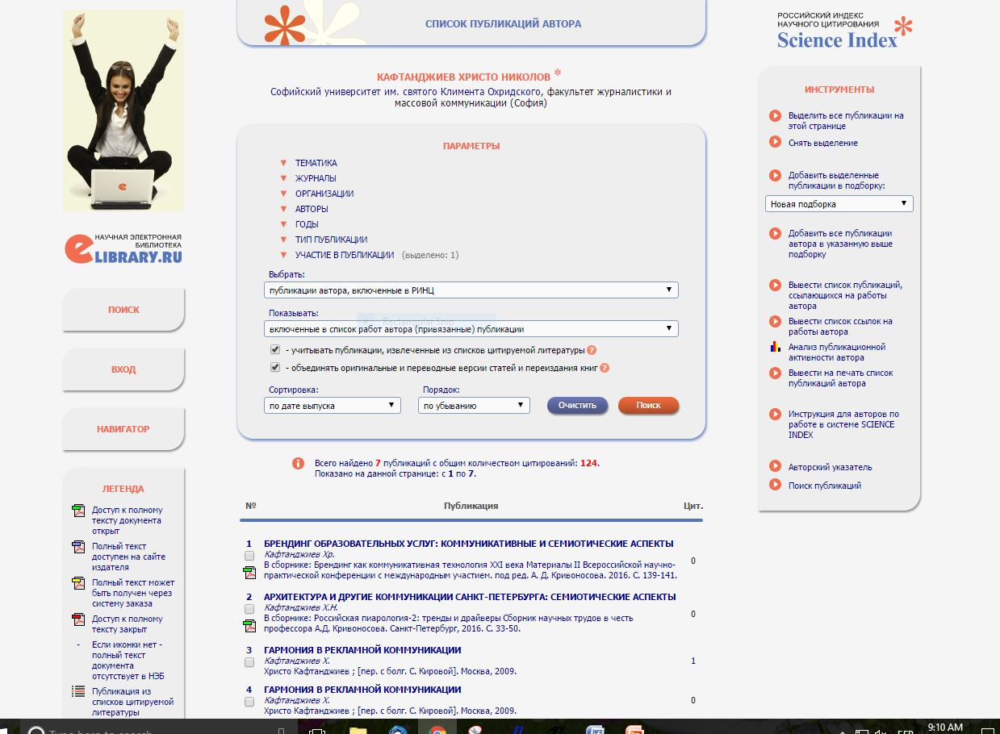 СПИСОК ПУБЛИКАЦИЙ АВТОРА
РОССИЙСКИЙ ИНДЕКС
НАУЧНОГО ЦИТИРОВАНИЯ
Science Index
e
НАУЧНАЯ ЭЛЕКТРОННАЯ
БИБЛИОТЕКА
eLIBRARY.RU
ПОИСК
ВХОД
НАВИГАТОР
ЛЕГЕНДА
Доступ к полному
тексту документа
открыт
Полный текст
доступен на сайте
издателя
Полный текст может
быть получен через
систему заказа
Доступ к полному
тексту закрыт
- Если иконки нет -
полный текст
документа
отсутствует в НЭБ
Публикация из
списков цитируемой
литературы
КАФТАНДЖИЕВ ХРИСТО НИКОЛОВ *
Софийский университет им. святого Климента Охридского, факультет журналистики и
массовой коммуникации (София)
ПАРАМЕТРЫ
ТЕМАТИКА
ЖУРНАЛЫ
ОРГАНИЗАЦИИ
АВТОРЫ
ГОДЫ
ТИП ПУБЛИКАЦИИ
УЧАСТИЕ В ПУБЛИКАЦИИ (выделено: 1)
Выбрать:
публикации автора, включенные в РИНЦ
Показывать:
Rectangular Snip
включенные в список работ автора (привязанные) публикации
- учитывать публикации, извлеченные из списков цитируемой литературы ?
- объединять оригинальные и переводные версии статей и переиздания книг ?
Сортировка: Порядок:
по дате выпуска по убыванию Очистить Поиск
Всего найдено 7 публикаций с общим количеством цитирований: 124.
Показано на данной странице: с 1 по 7.
№ Публикация Цит.
1 БРЕНДИНГ ОБРАЗОВАТЕЛЬНЫХ УСЛУГ: КОММУНИКАТИВНЫЕ И СЕМИОТИЧЕСКИЕ АСПЕКТЫ
Кафтанджиев Хр.
В сборнике: Брендинг как коммуникативная технология XXI века Материалы II Всероссийской научно-
практической конференции с международным участием. под ред. А. Д. Кривоносова. 2016. С. 139-141.
0
2 АРХИТЕКТУРА И ДРУГИЕ КОММУНИКАЦИИ САНКТ-ПЕТЕРБУРГА: СЕМИОТИЧЕСКИЕ АСПЕКТЫ
Кафтанджиев Х.Н.
В сборнике: Российская пиарология-2: тренды и драйверы Сборник научных трудов в честь
профессора А.Д. Кривоносова. Санкт-Петербург, 2016. С. 33-50.
0
3 ГАРМОНИЯ В РЕКЛАМНОЙ КОММУНИКАЦИИ
Кафтанджиев Х.
Христо Кафтанджиев ; [пер. с болг. С. Кировой]. Москва, 2009.
1
4 ГАРМОНИЯ В РЕКЛАМНОЙ КОММУНИКАЦИИ
Кафтанджиев Х.
Христо Кафтанджиев ; [пер. с болг. С. Кировой]. Москва, 2009.
0
ИНСТРУМЕНТЫ
Выделить все публикации на
этой странице
Снять выделение
Добавить выделенные
публикации в подборку:
Новая подборка
Добавить все публикации
автора в указанную выше
подборку
Вывести список публикаций,
ссылающихся на работы
автора
Вывести список ссылок на
работы автора
Анализ публикационной
активности автора
Вывести на печать список
публикаций автора
Инструкция для авторов по
работе в системе SCIENCE
INDEX
Авторский указатель
Поиск публикаций
9:10 AM